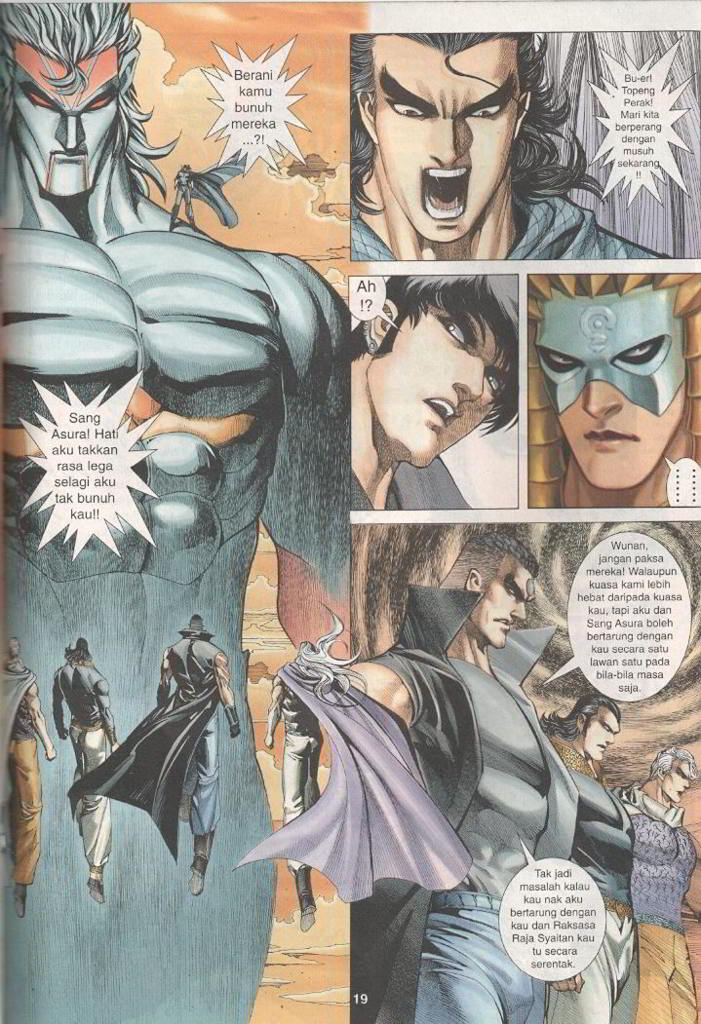 Berani
kamu
bunuh
mereka
...?!
Sang
Asura! Hati
aku takkan
rasa lega
selagi aku
tak bunuh
kau!!
Bu-er!
Topeng
Perak!
Mari kita
berperang
dengan
musuh
sekarang
!!
Ah
!?
Wunan,
jangan paksa
mereka! Walaupun
kuasa kami lebih
hebat daripada kuasa
kau, tapi aku dan
Sang Asura boleh
bertarung dengan
kau secara satu
lawan satu pada
bila-bila masa
saja.
Tak jadi
masalah kalau
kau nak aku
bertarung dengan
kau dan Raksasa
Raja Syaitan kau
tu secara
serentak.
19